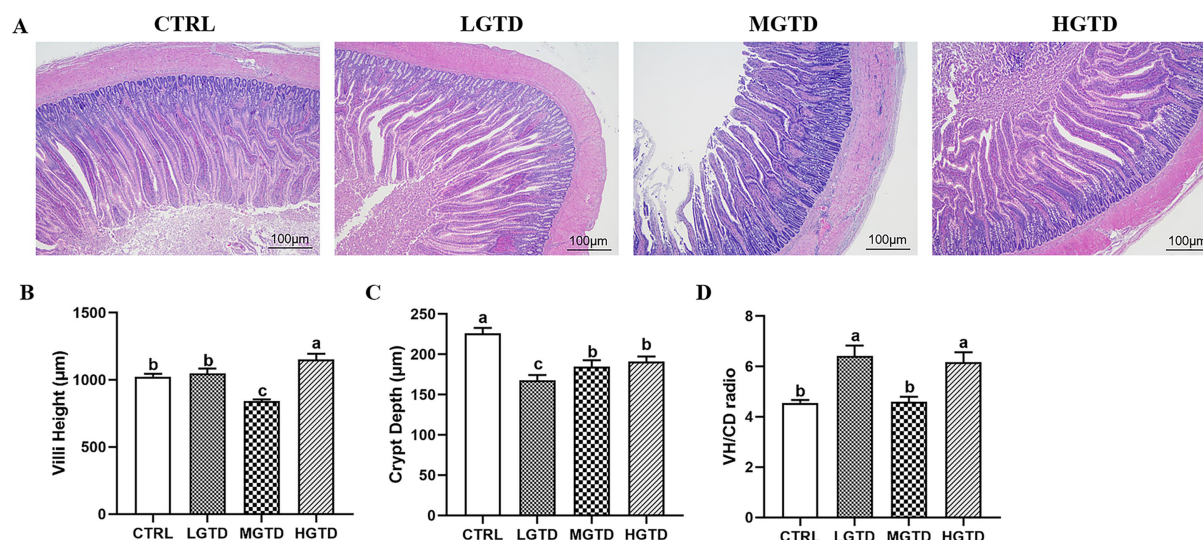 A
CTRL
LGTD
MGTD
HGTD
100μm
100μm
100μm
100μm
B
Villi Height (μm)
1500
1000
500
0
b
b
c
a
CTRL LGTD MGTD HGTD
C
Crypt Depth (μm)
250
200
150
100
50
0
a
c
b
b
CTRL LGTD MGTD HGTD
D
VH/CD radio
8
6
4
2
0
b
a
b
a
CTRL LGTD MGTD HGTD